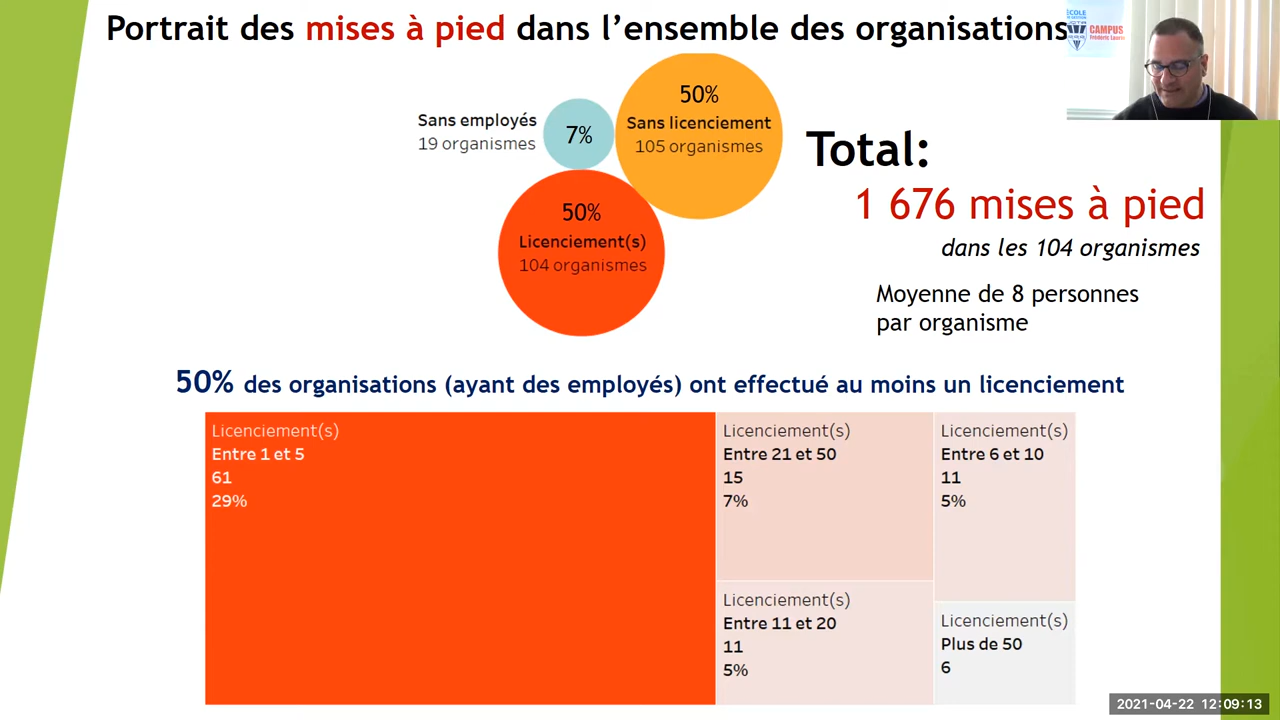 Portrait des mises à pied dans l’ensemble des organisations
ÉCOLE
CAMPUS
50%
Sans licenciement
105 organismes
Sans employés
19 organismes
7%
50%
Licenciement(s)
104 organismes
Total:
1 676 mises à pied
dans les 104 organismes
Moyenne de 8 personnes
par organisme
50% des organisations (ayant des employés) ont effectué au moins un licenciement
Licenciement(s)
Entre 1 et 5
61
29%
Licenciement(s)
Entre 21 et 50
15
7%
Licenciement(s)
Entre 6 et 10
11
5%
Licenciement(s)
Entre 11 et 20
11
5%
Licenciement(s)
Plus de 50
6
2021-04-22 12:09:13